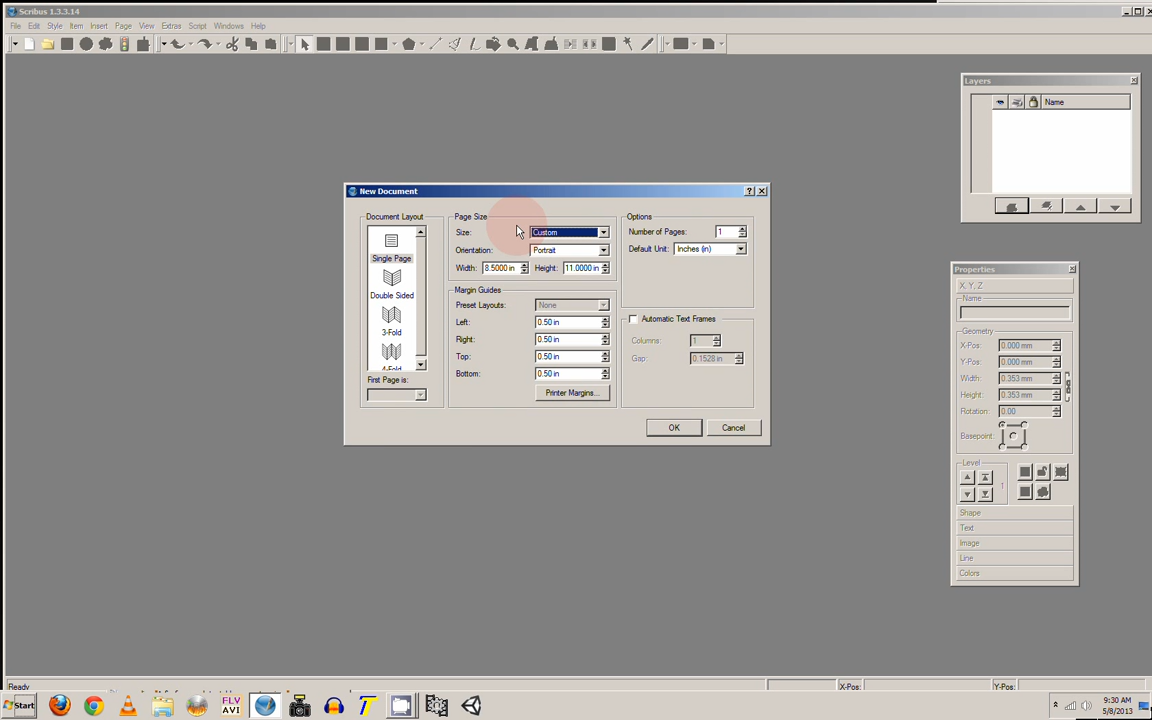 Scribus 1.3.3.14
File Edit Style Item Insert Page View Extras Script Windows Help
Layers
Name
New Document
Document Layout
Single Page
Double Sided
3-Fold
4-Fold
First Page is:
Page Size
Size: Custom
Orientation: Portrait
Width: 8.5000 in Height: 11.0000 in
Margin Guides
Preset Layouts: None
Left: 0.50 in
Right: 0.50 in
Top: 0.50 in
Bottom: 0.50 in
Printer Margins...
Options
Number of Pages: 1
Default Unit: Inches (in)
Automatic Text Frames
Columns: 1
Gap: 0.1528 in
OK Cancel
Properties
X, Y, Z
Name
Geometry
X-Pos: 0.000 mm
Y-Pos: 0.000 mm
Width: 0.353 mm
Height: 0.353 mm
Rotation: 0.00
Basepoint:
Level
1
Shape
Text
Image
Line
Colors
Ready
X-Pos: Y-Pos:
Start
FLV
AVI
9:30 AM
5/8/2013